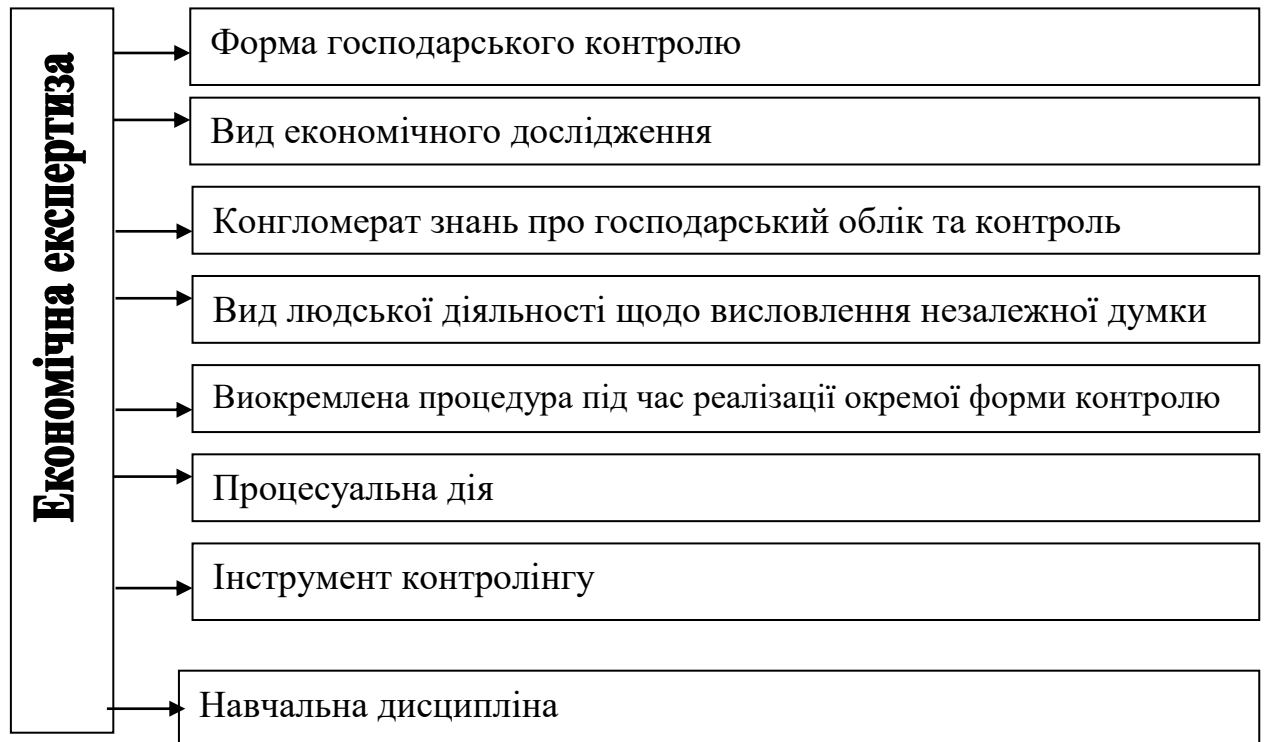 Економічна експертиза
Форма господарського контролю
Вид економічного дослідження
Конгломерат знань про господарський облік та контроль
Вид людської діяльності щодо висловлення незалежної думки
Виокремлена процедура під час реалізації окремої форми контролю
Процесуальна дія
Інструмент контролінгу
Навчальна дисципліна